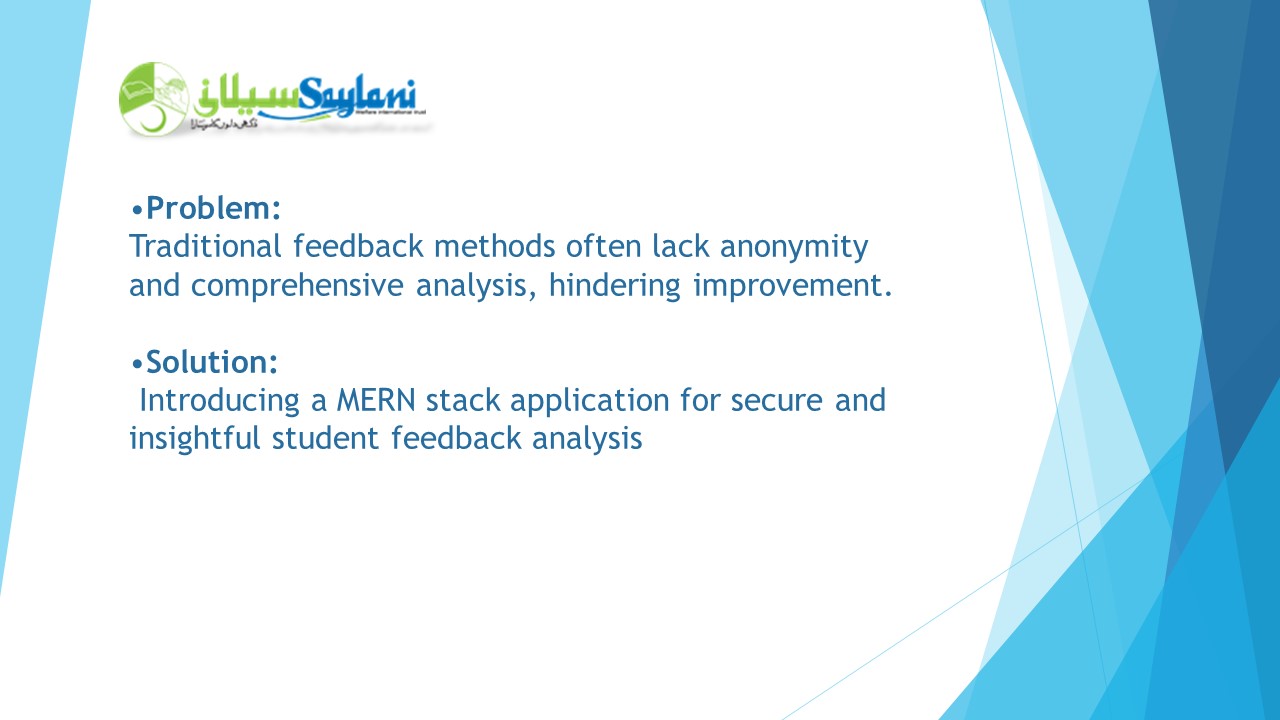 سیلانی Saylani
Welfare International Trust
•Problem:
Traditional feedback methods often lack anonymity
and comprehensive analysis, hindering improvement.
•Solution:
Introducing a MERN stack application for secure and
insightful student feedback analysis